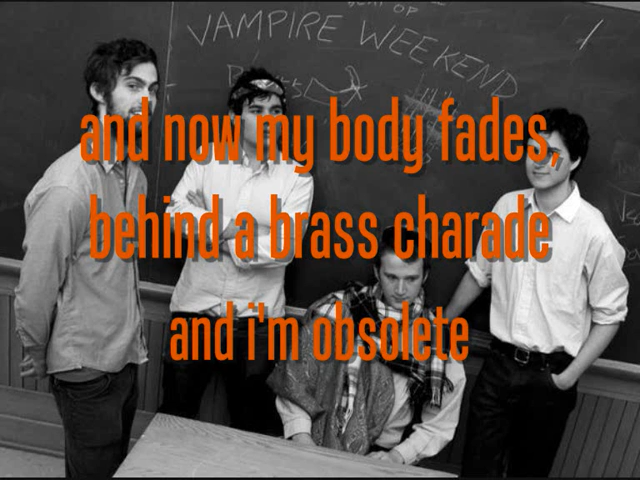 VAMPIRE WEEKEND
and now my body fades,
behind a brass charade
and i'm obsolete